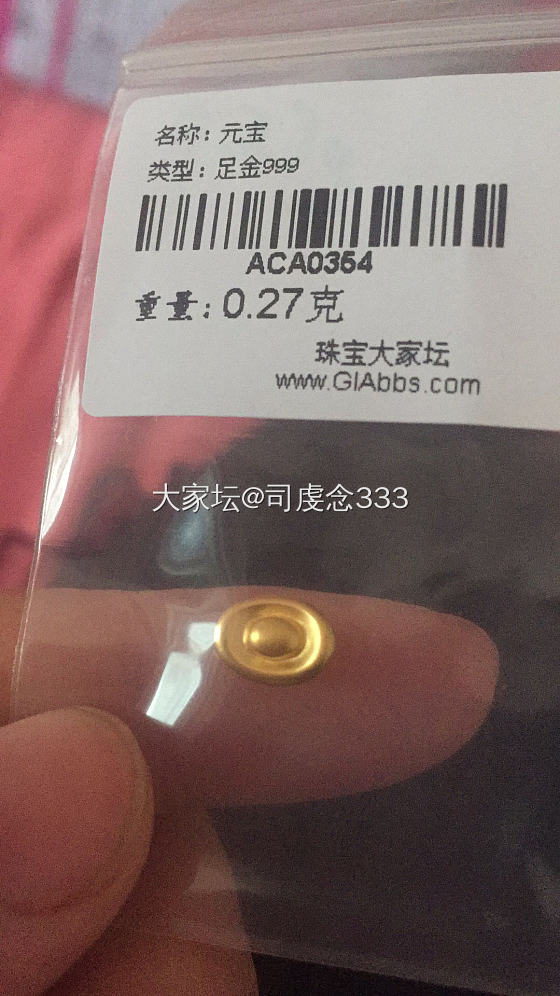 名称：元宝
类型：足金999
ACA0354
重量：0.27克
珠宝大家坛
www.GIAbbs.com
大家坛@司虔念333